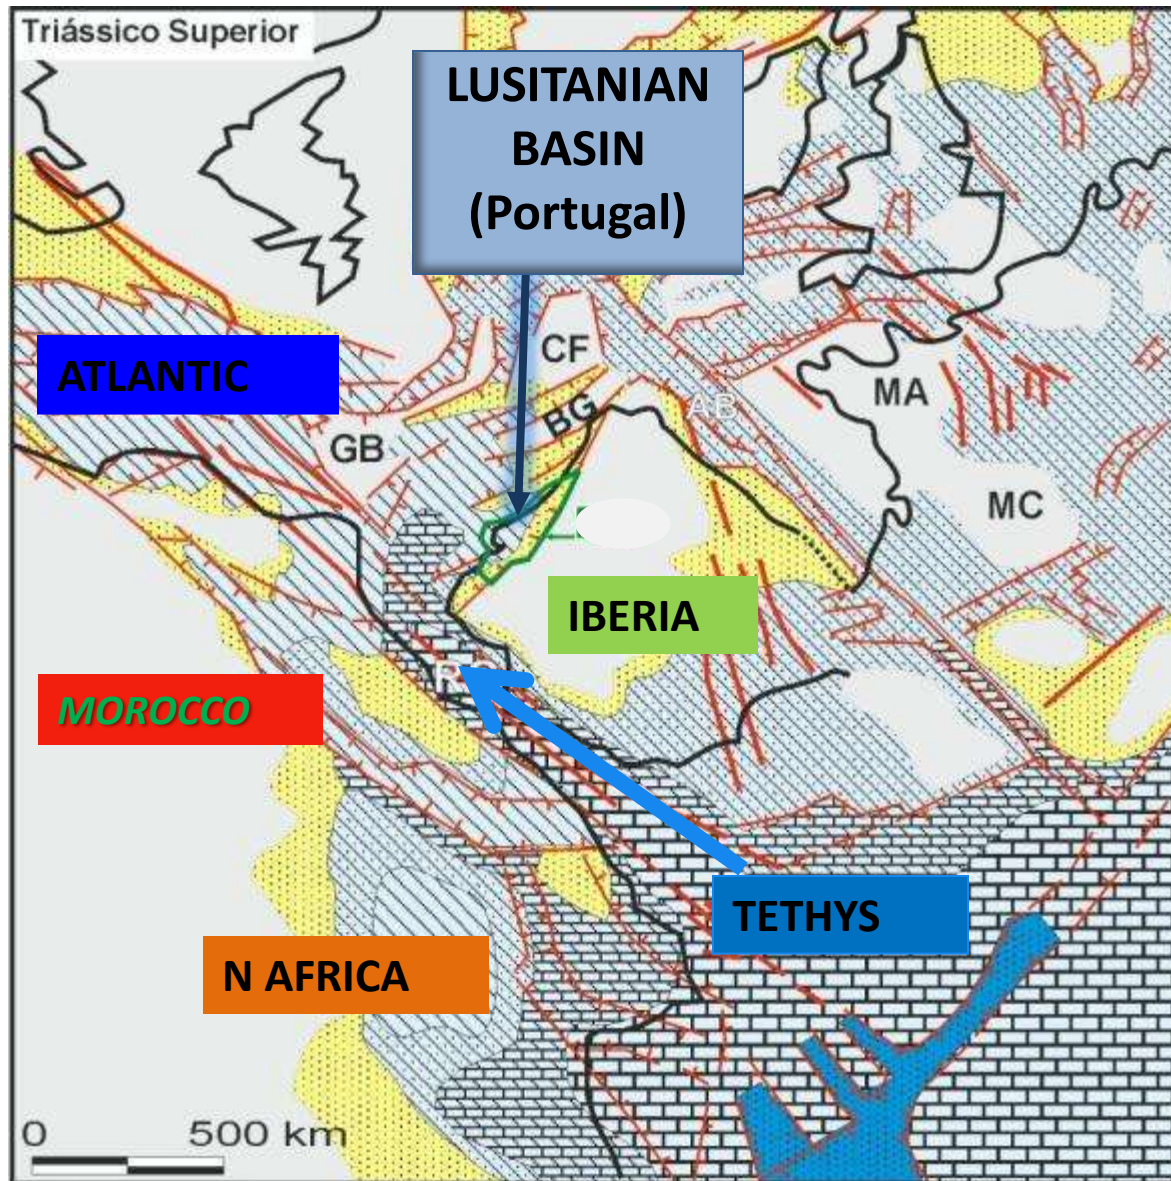 Triássico Superior
LUSITANIAN
BASIN
(Portugal)
CF
ATLANTIC
MA
AB
BG
GB
MC
IBERIA
MOROCCO
TETHYS
N AFRICA
0 500 km